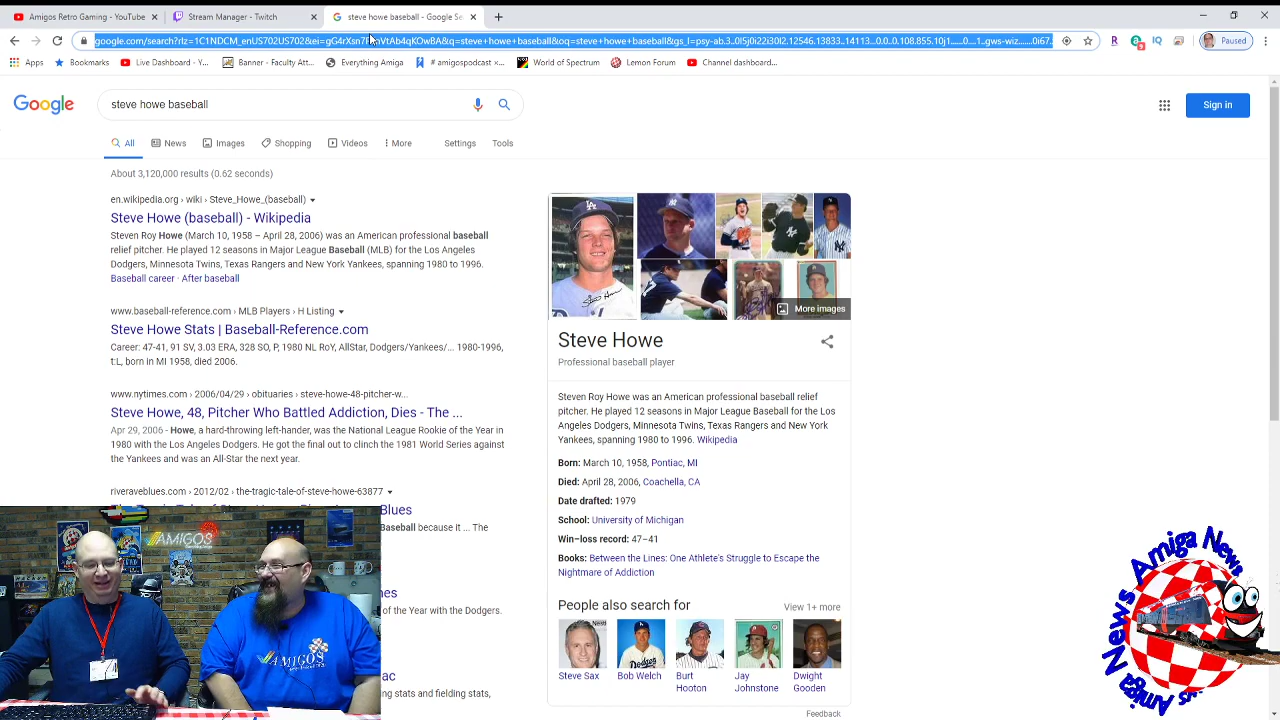 Amigos Retro Gaming - YouTube
Stream Manager - Twitch
steve howe baseball - Google Se
Paused
Apps
Bookmarks
Live Dashboard - Y...
Banner - Faculty Att...
Everything Amiga
# amigospodcast × ...
World of Spectrum
Lemon Forum
Channel dashboard...
Google
steve howe baseball
Sign in
All
News
Images
Shopping
Videos
More
Settings
Tools
About 3,120,000 results (0.62 seconds)
en.wikipedia.org › wiki › Steve_Howe_(baseball)
Steve Howe (baseball) - Wikipedia
Steven Roy Howe (March 10, 1958 – April 28, 2006) was an American professional baseball
relief pitcher. He played 12 seasons in Major League Baseball (MLB) for the Los Angeles
Dodgers, Minnesota Twins, Texas Rangers and New York Yankees, spanning 1980 to 1996.
Baseball career · After baseball
www.baseball-reference.com › MLB Players › H Listing
Steve Howe Stats | Baseball-Reference.com
Career: 47-41, 91 SV, 3.03 ERA, 328 SO, P, 1980 NL RoY, AllStar, Dodgers/Yankees/... 1980-1996,
t:L, born in MI 1958, died 2006.
www.nytimes.com › 2006/04/29 › obituaries › steve-howe-48-pitcher-w...
Steve Howe, 48, Pitcher Who Battled Addiction, Dies - The ...
Apr 29, 2006 - Howe, a hard-throwing left-hander, was the National League Rookie of the Year in
1980 with the Los Angeles Dodgers. He got the final out to clinch the 1981 World Series against
the Yankees and was an All-Star the next year.
riveraveblues.com › 2012/02 › the-tragic-tale-of-steve-howe-63877
Blues
Baseball because it ... The
mes
of the Year with the Dodgers.
ac
ng stats and fielding stats,
More images
Steve Howe
Professional baseball player
Steven Roy Howe was an American professional baseball relief
pitcher. He played 12 seasons in Major League Baseball for the Los
Angeles Dodgers, Minnesota Twins, Texas Rangers and New York
Yankees, spanning 1980 to 1996. Wikipedia
Born: March 10, 1958, Pontiac, MI
Died: April 28, 2006, Coachella, CA
Date drafted: 1979
School: University of Michigan
Win–loss record: 47–41
Books: Between the Lines: One Athlete's Struggle to Escape the
Nightmare of Addiction
People also search for
View 1+ more
Steve Sax
Bob Welch
Burt
Hooton
Jay
Johnstone
Dwight
Gooden
Feedback
AMIGOS
AMIGOS
Amiga News